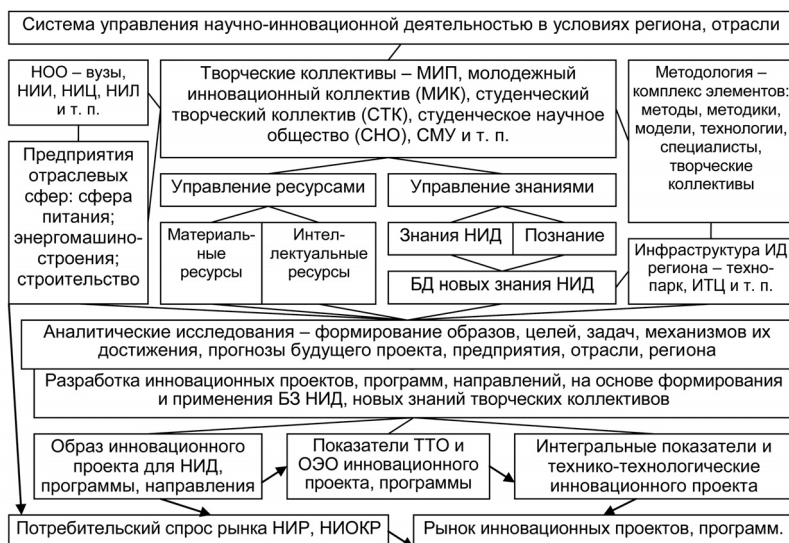 Система управления научно-инновационной деятельностью в условиях региона, отрасли
НОО – вузы,
НИИ, НИЦ, НИЛ
и т. п.
Творческие коллективы – МИП, молодежный
инновационный коллектив (МИК), студенческий
творческий коллектив (СТК), студенческое научное
общество (СНО), СМУ и т. п.
Методология –
комплекс элементов:
методы, методики,
модели, технологии,
специалисты,
творческие
коллективы
Предприятия
отраслевых
сфер: сфера
питания;
энергомашино-
строения;
строительство
Управление ресурсами
Управление знаниями
Материаль-
ные
ресурсы
Интел-
лектуальные
ресурсы
Знания НИД
Познание
БД новых знания НИД
Инфраструктура ИД
региона – техно-
парк, ИТЦ и т. п.
Аналитические исследования – формирование образов, целей, задач, механизмов их
достижения, прогнозы будущего проекта, предприятия, отрасли, региона
Разработка инновационных проектов, программ, направлений, на основе формирования
и применения БЗ НИД, новых знаний творческих коллективов
Образ инновационного
проекта для НИД,
программы, направления
Показатели ТТО и
ОЭО инновационного
проекта, программы
Интегральные показатели и
технико-технологические
инновационного проекта
Потребительский спрос рынка НИР, НИОКР
Рынок инновационных проектов, программ.